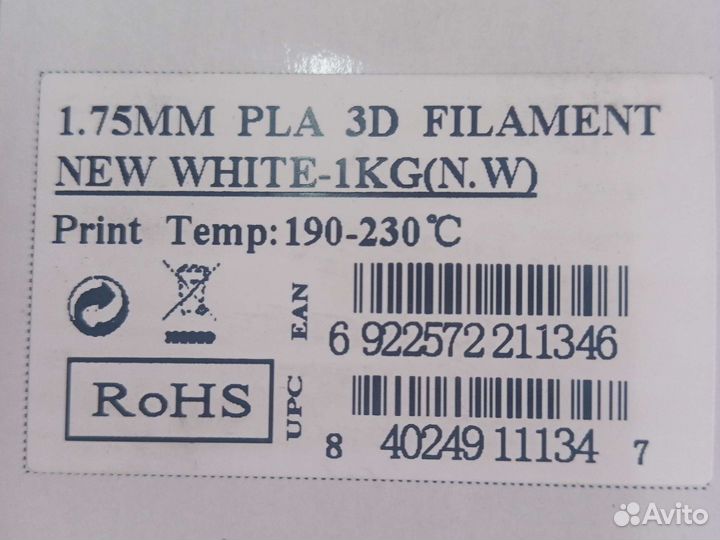 1.75MM PLA 3D FILAMENT
NEW WHITE-1KG(N.W)
Print Temp: 190-230℃
EAN
6 922572 211346
RoHS
UPC
8 40249 11134 7
Avito